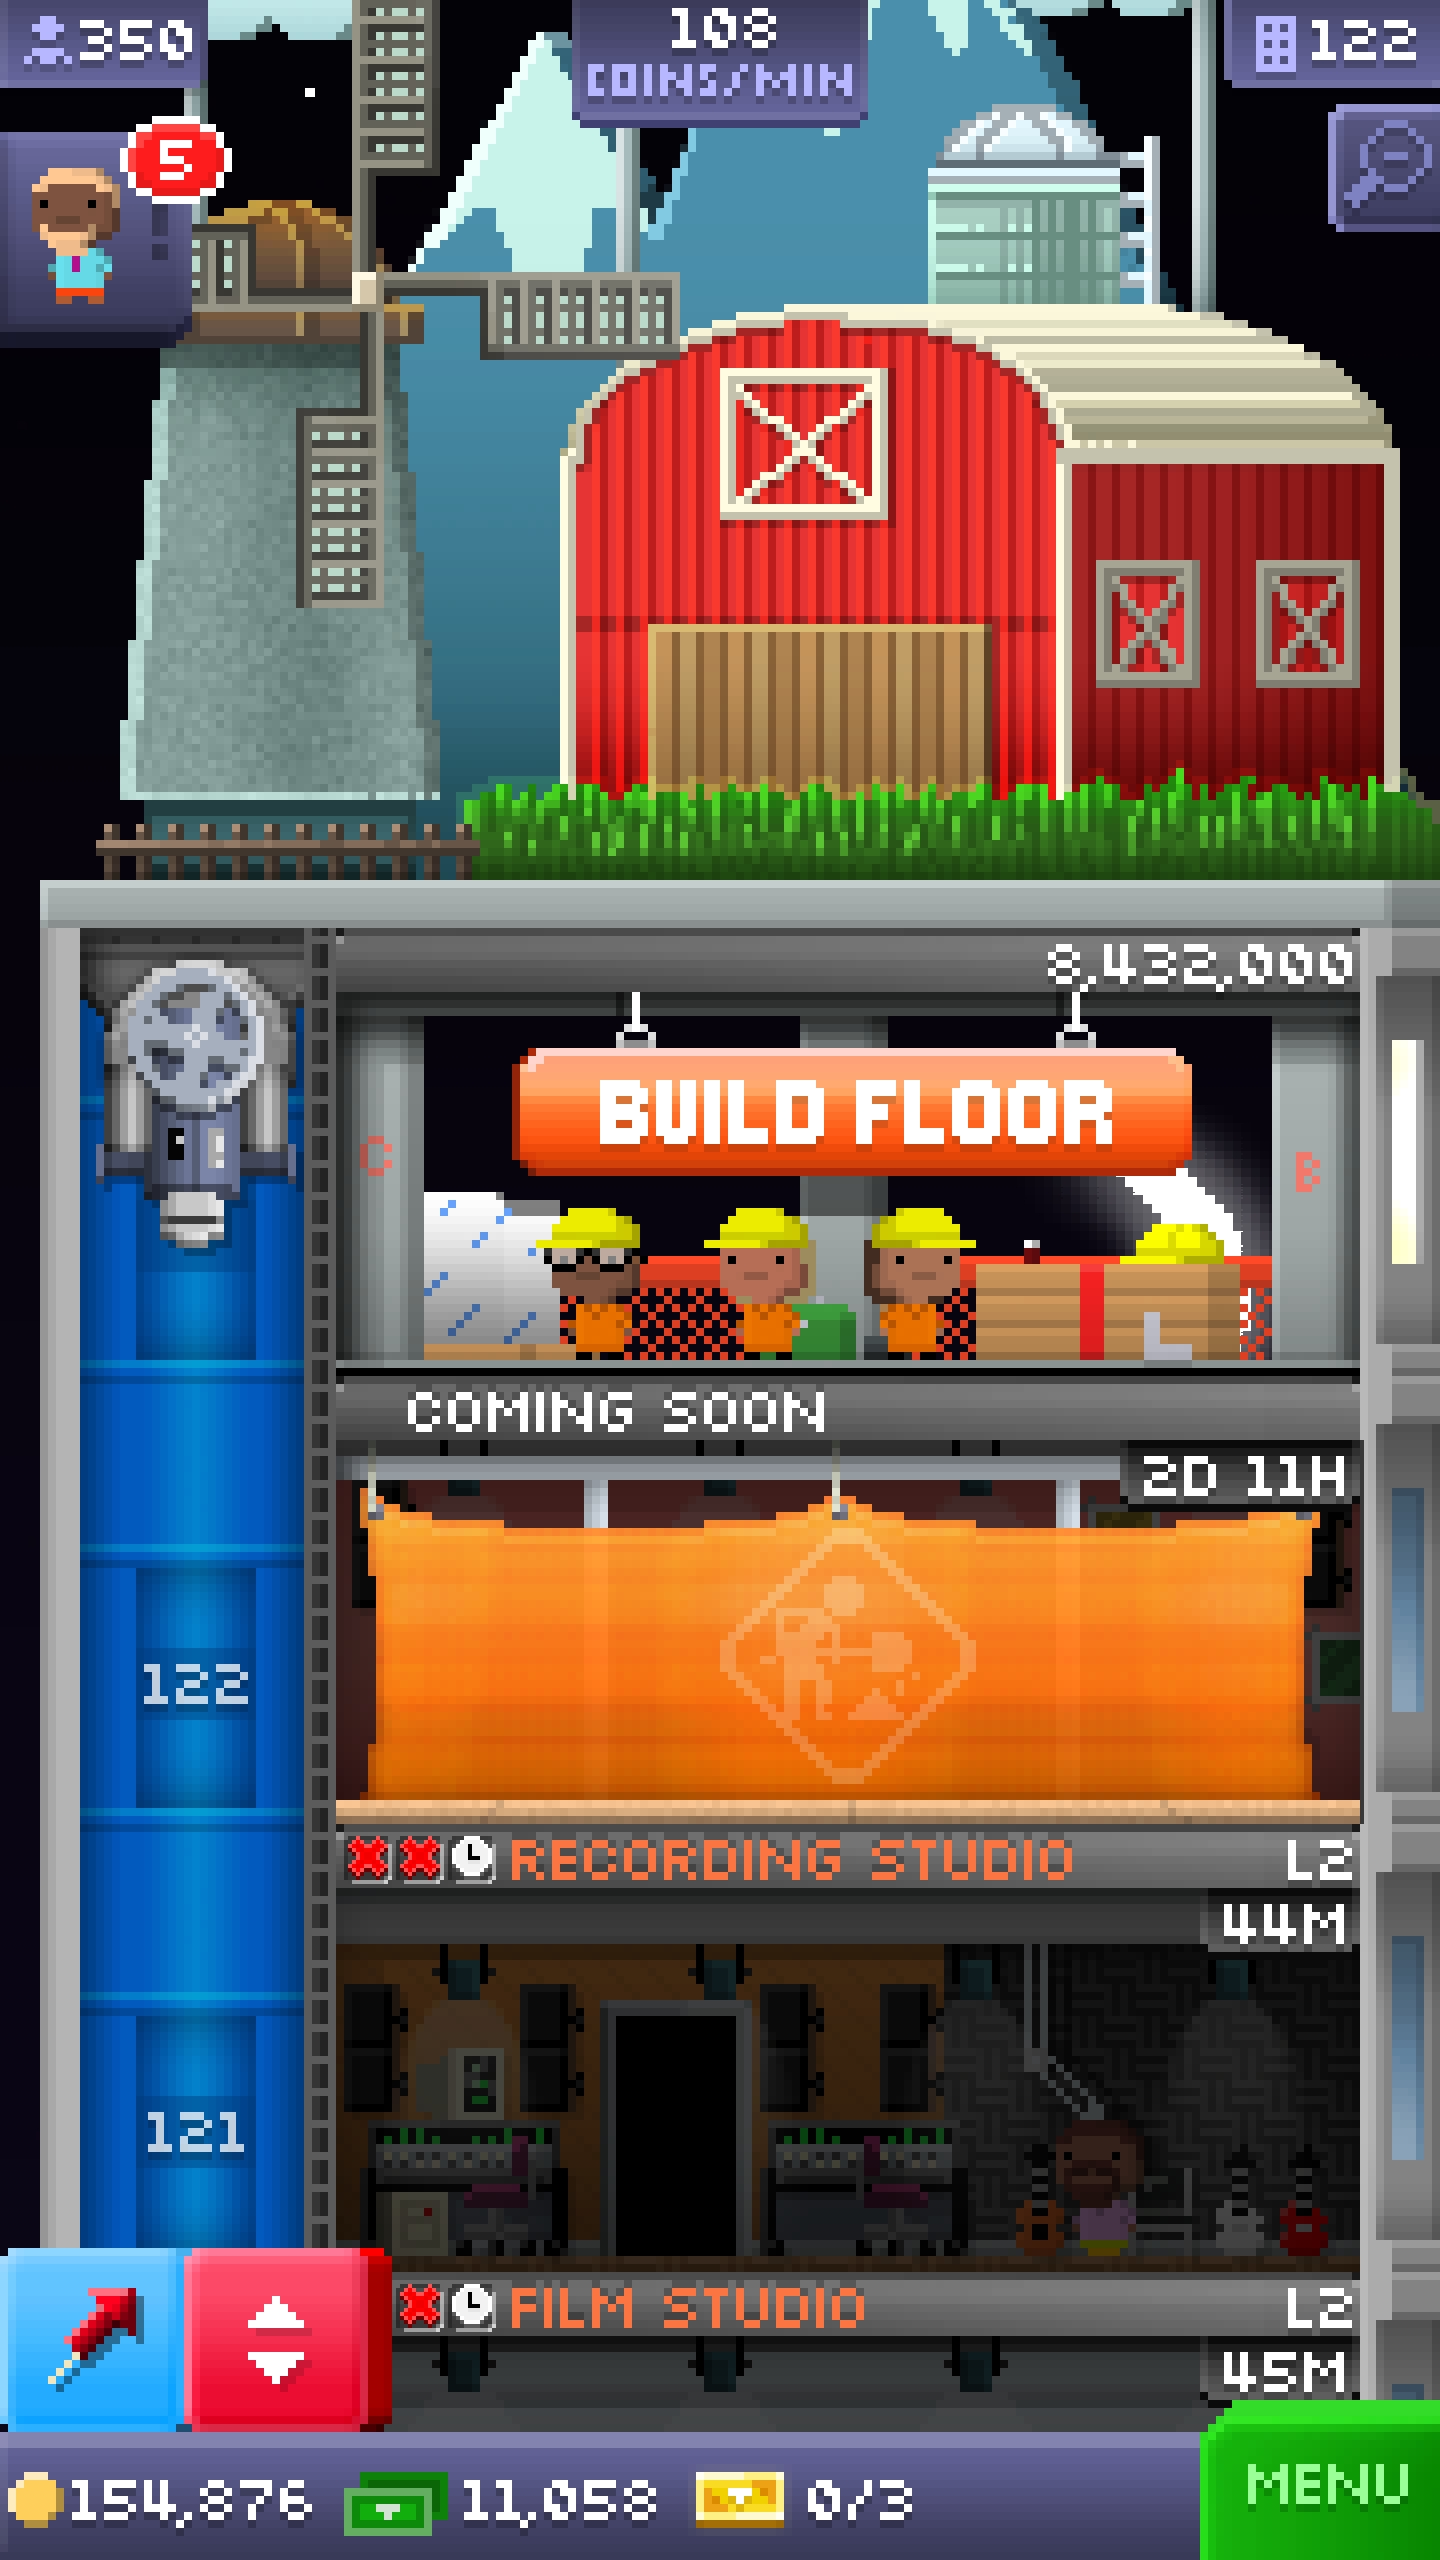 350
108
COINS/MIN
122
5
8,432,000
BUILD FLOOR
C
B
COMING SOON
2D 11H
122
RECORDING STUDIO
L2
44M
121
FILM STUDIO
L2
45M
154,876
11,058
0/3
MENU